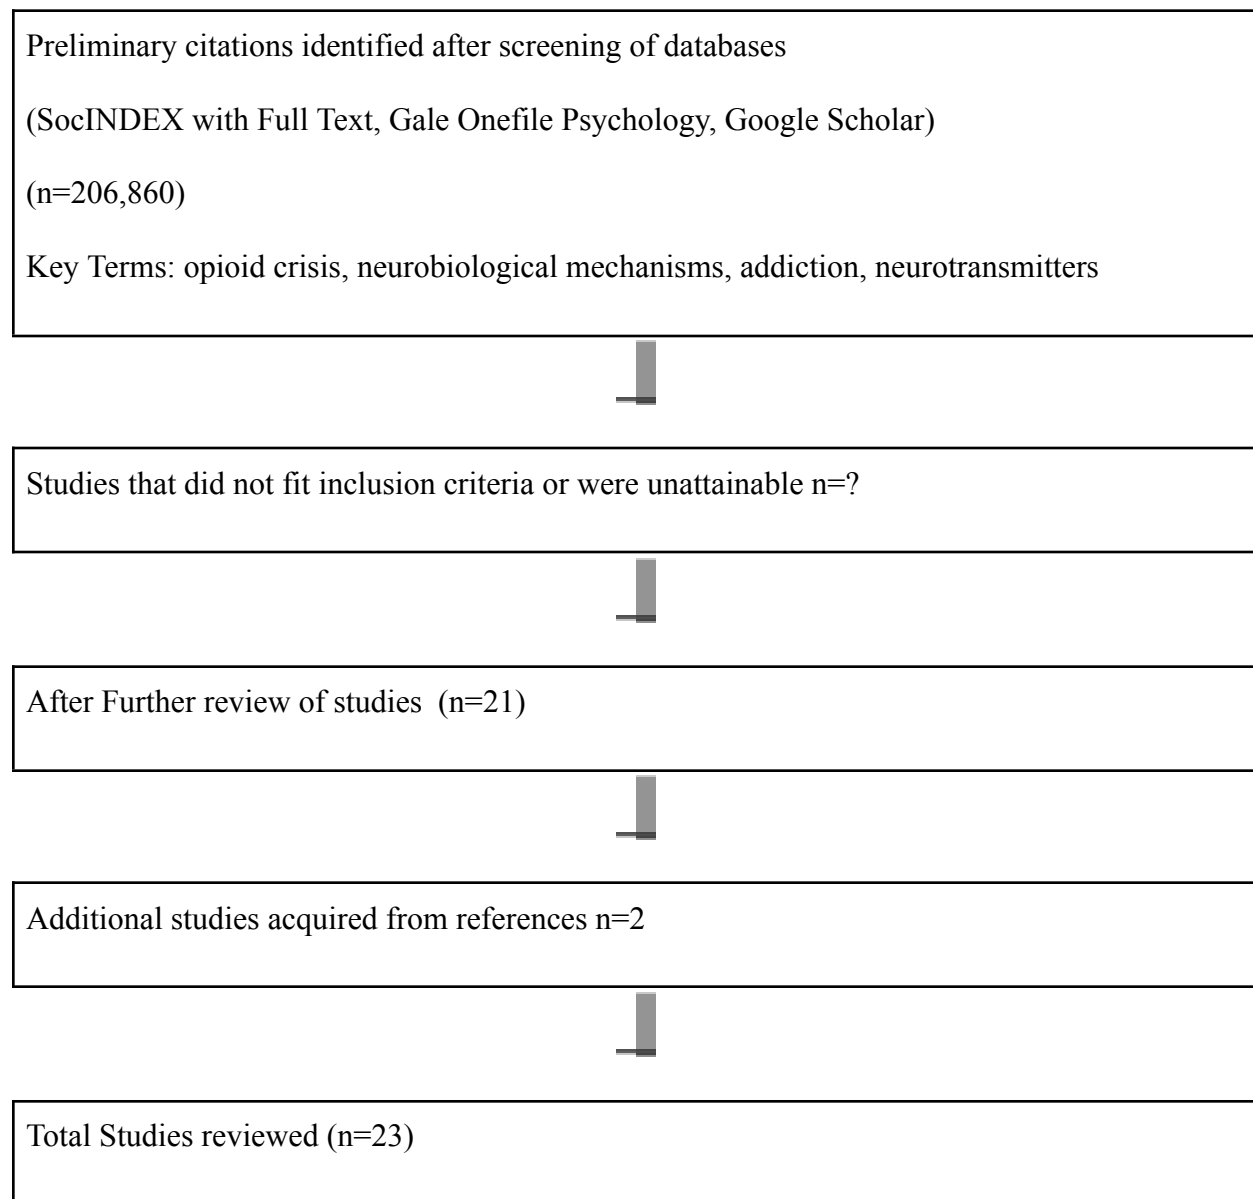 Preliminary citations identified after screening of databases
(SocINDEX with Full Text, Gale Onefile Psychology, Google Scholar)
(n=206,860)
Key Terms: opioid crisis, neurobiological mechanisms, addiction, neurotransmitters
Studies that did not fit inclusion criteria or were unattainable n=?
After Further review of studies  (n=21)
Additional studies acquired from references n=2
Total Studies reviewed (n=23)